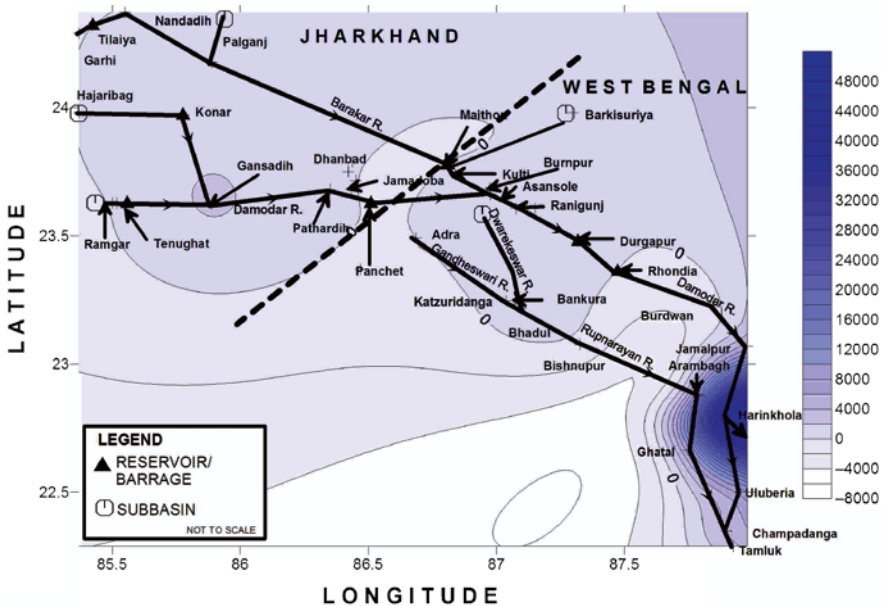 Nandadih
Tilaiya
Palganj
JHARKHAND
Garhi
WEST BENGAL
Hajaribag
24
Konar
Barakar R.
Maithon
Barkisuriya
0
Dhanbad
Burnpur
Gansadih
Jamadoba
Kulti
Asansole
Damodar R.
Ranigunj
Ramgar
Tenughat
Pathardih
23.5
Adra
Dwarekeswar R.
Durgapur
0
Panchet
Gandheswari R.
Rhondia
Katzuridanga
Bankura
Damodar R.
0
Bhadul
Burdwan
Rupnarayan R.
Jamalpur
23
Bishnupur
Arambagh
Harinkhola
Ghatal
22.5
0
Uluberia
Champadanga
Tamluk
LEGEND
RESERVOIR/
BARRAGE
SUBBASIN
NOT TO SCALE
85.5 86 86.5 87 87.5
LONGITUDE
LATITUDE
48000
44000
40000
36000
32000
28000
24000
20000
16000
12000
8000
4000
0
−4000
−8000